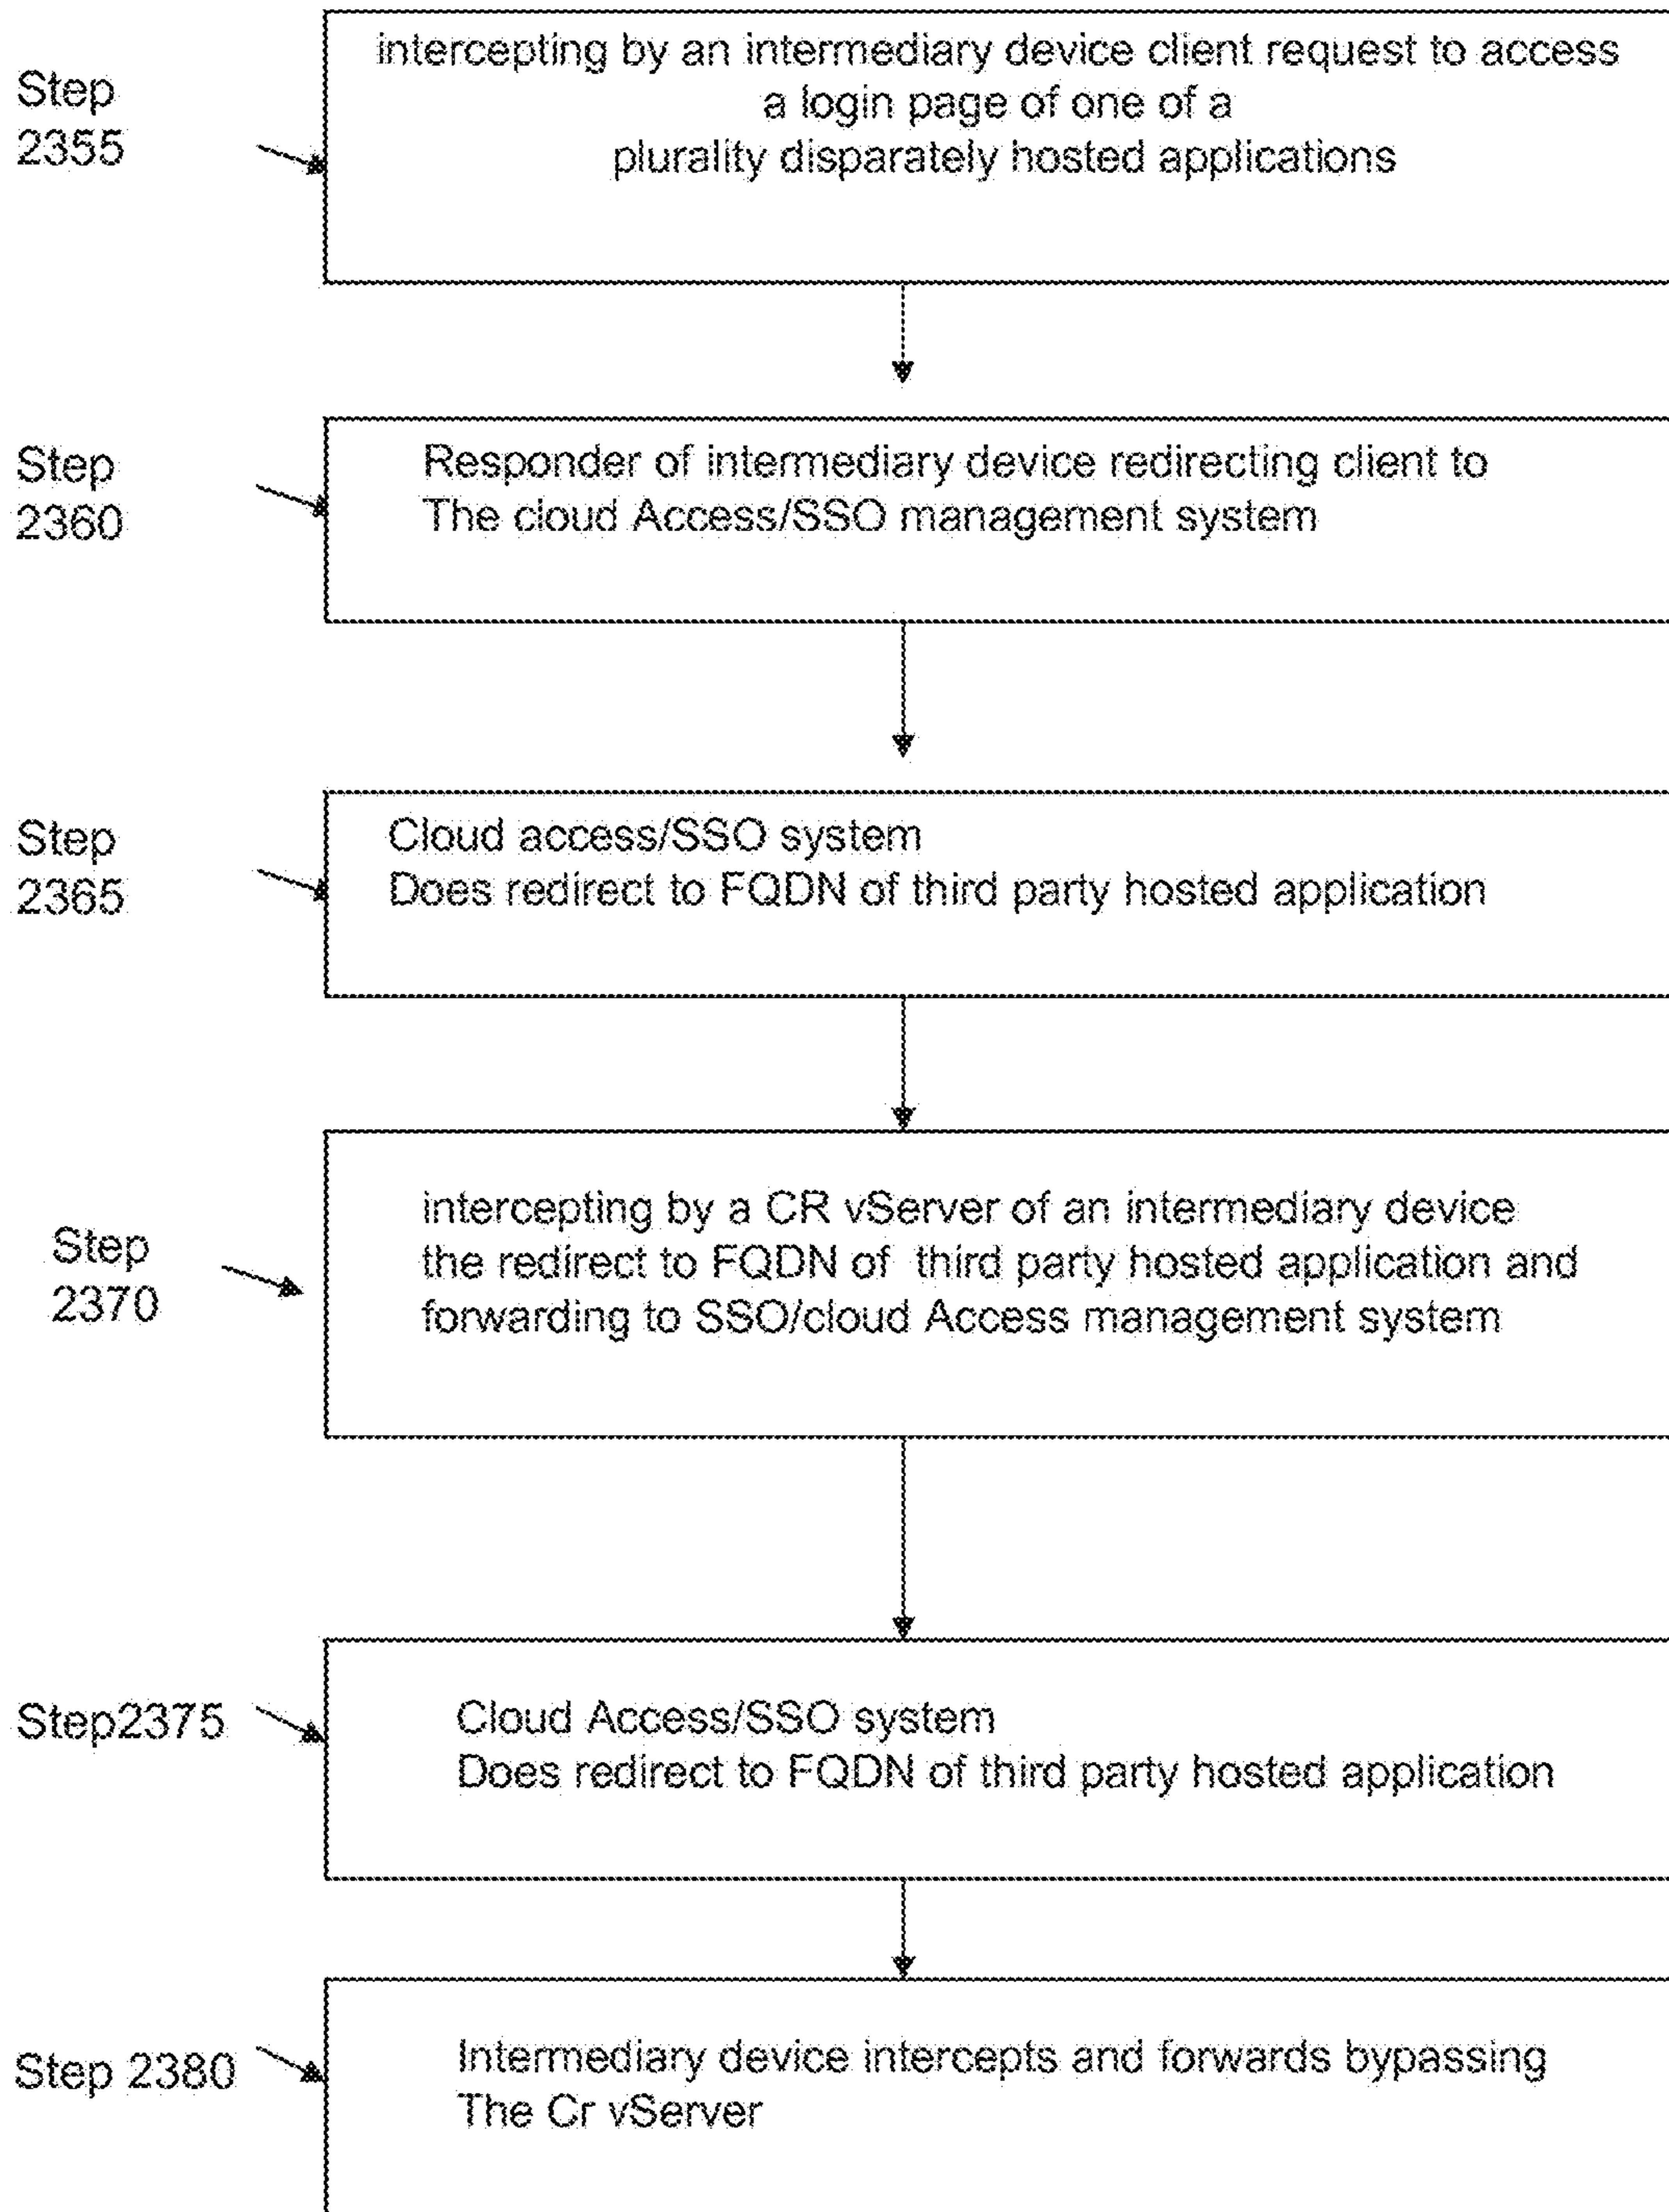 Step
2355
intercepting by an intermediary device client request to access
a login page of one of a
plurality disparately hosted applications
Step
2360
Responder of intermediary device redirecting client to
The cloud Access/SSO management system
Step
2365
Cloud access/SSO system
Does redirect to FQDN of third party hosted application
Step
2370
intercepting by a CR vServer of an intermediary device
the redirect to FQDN of third party hosted application and
forwarding to SSO/cloud Access management system
Step2375
Cloud Access/SSO system
Does redirect to FQDN of third party hosted application
Step 2380
Intermediary device intercepts and forwards bypassing
The Cr vServer